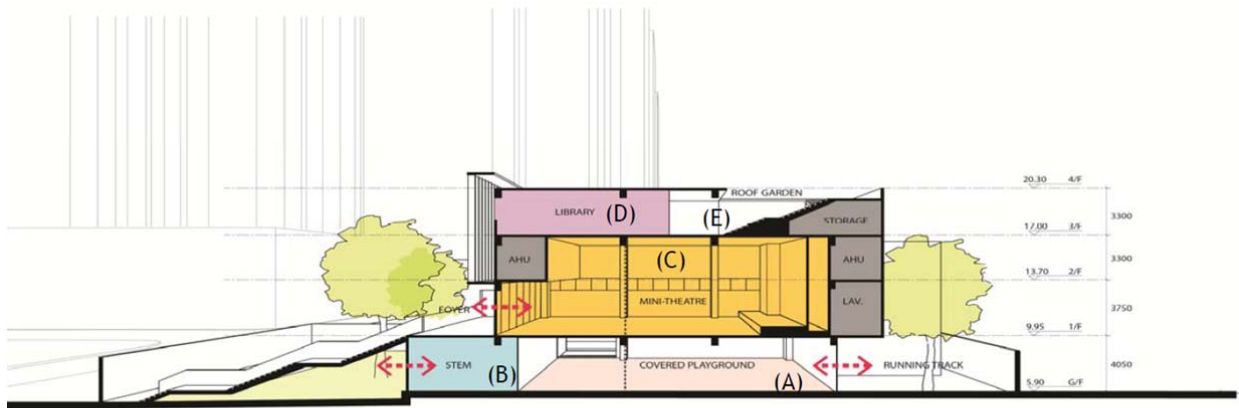 20.30 4/F
ROOF GARDEN
LIBRARY (D) (E) STORAGE
3300
17.00 3/F
AHU (C) AHU
3300
13.70 2/F
FOYER MINI-THEATRE LAV.
3750
9.95 1/F
STEM (B) COVERED PLAYGROUND (A) RUNNING TRACK
4050
5.90 G/F